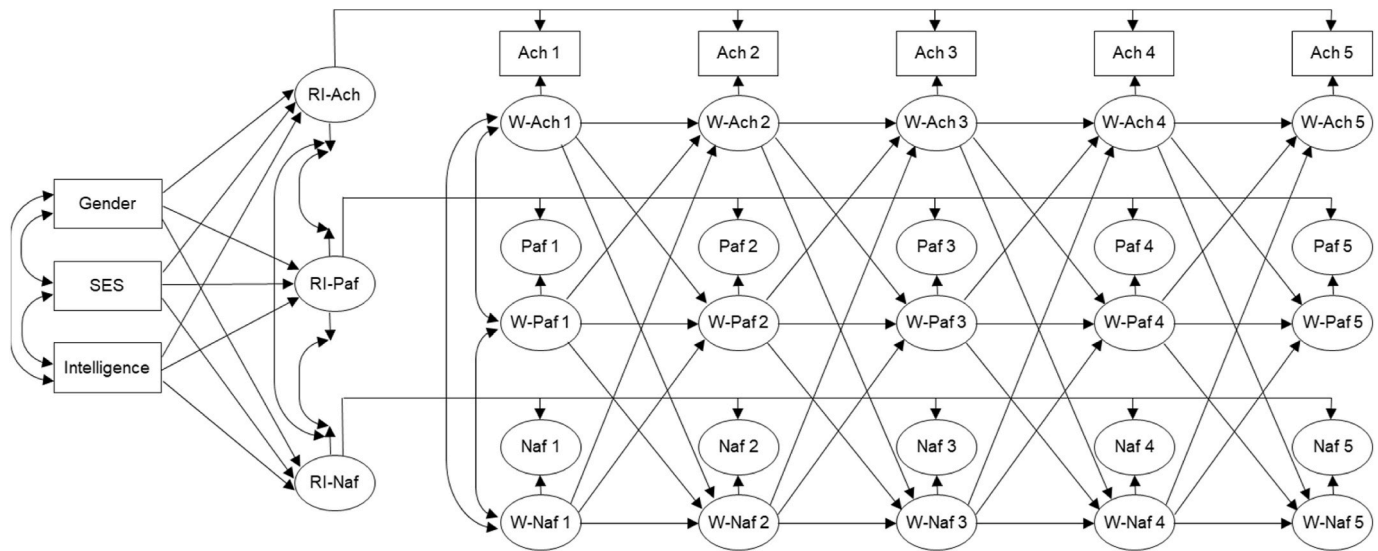 Ach 1
Ach 2
Ach 3
Ach 4
Ach 5
RI-Ach
W-Ach 1
W-Ach 2
W-Ach 3
W-Ach 4
W-Ach 5
Gender
Paf 1
Paf 2
Paf 3
Paf 4
Paf 5
SES
RI-Paf
W-Paf 1
W-Paf 2
W-Paf 3
W-Paf 4
W-Paf 5
Intelligence
Naf 1
Naf 2
Naf 3
Naf 4
Naf 5
RI-Naf
W-Naf 1
W-Naf 2
W-Naf 3
W-Naf 4
W-Naf 5